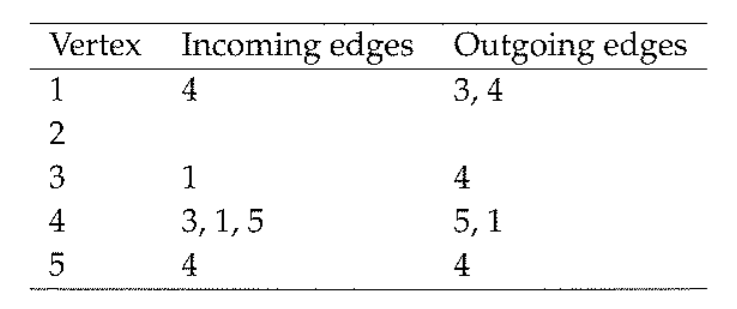 Vertex Incoming edges Outgoing edges
1 4 3, 4
2
3 1 4
4 3, 1, 5 5, 1
5 4 4